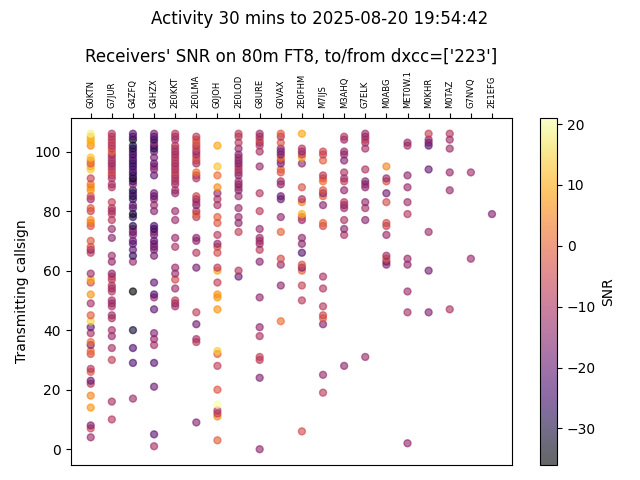 Activity 30 mins to 2025-08-20 19:54:42
Receivers' SNR on 80m FT8, to/from dxcc=['223']
G0KTN G7JUR G4ZFQ G4HZX 2E0KKT 2E0LMA G0JOH 2E0LOD G8URE G0VAX 2E0FHM M7IJS M3AHQ G7ELK M0ABG MET0W.1 M0KHR M0TAZ G7NVQ 2E1EFG
Transmitting callsign
100
80
60
40
20
0
20
10
0
−10
−20
−30
SNR